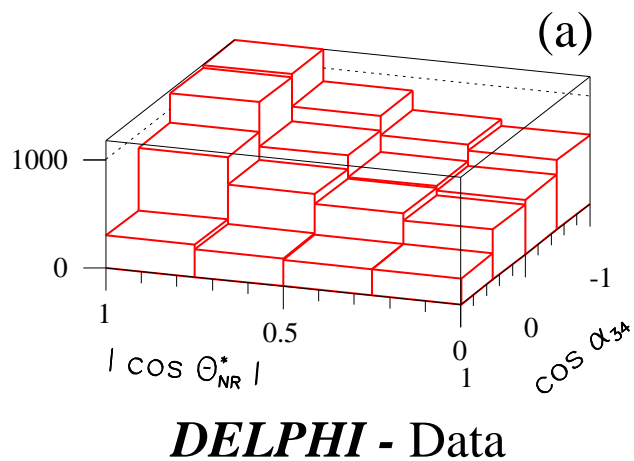 (a)
1000
0
1
0.5
0
1
0
-1
| cos Θ*NR |
cos α34
DELPHI - Data